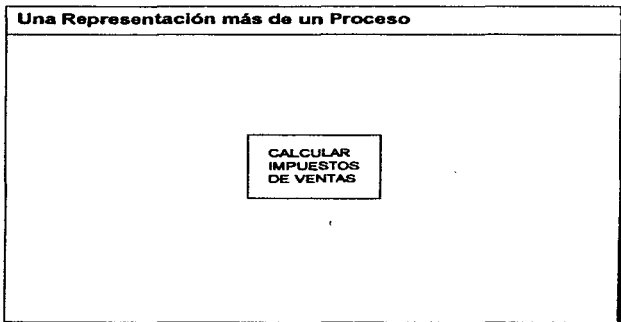 Una Representación más de un Proceso
CALCULAR
IMPUESTOS
DE VENTAS